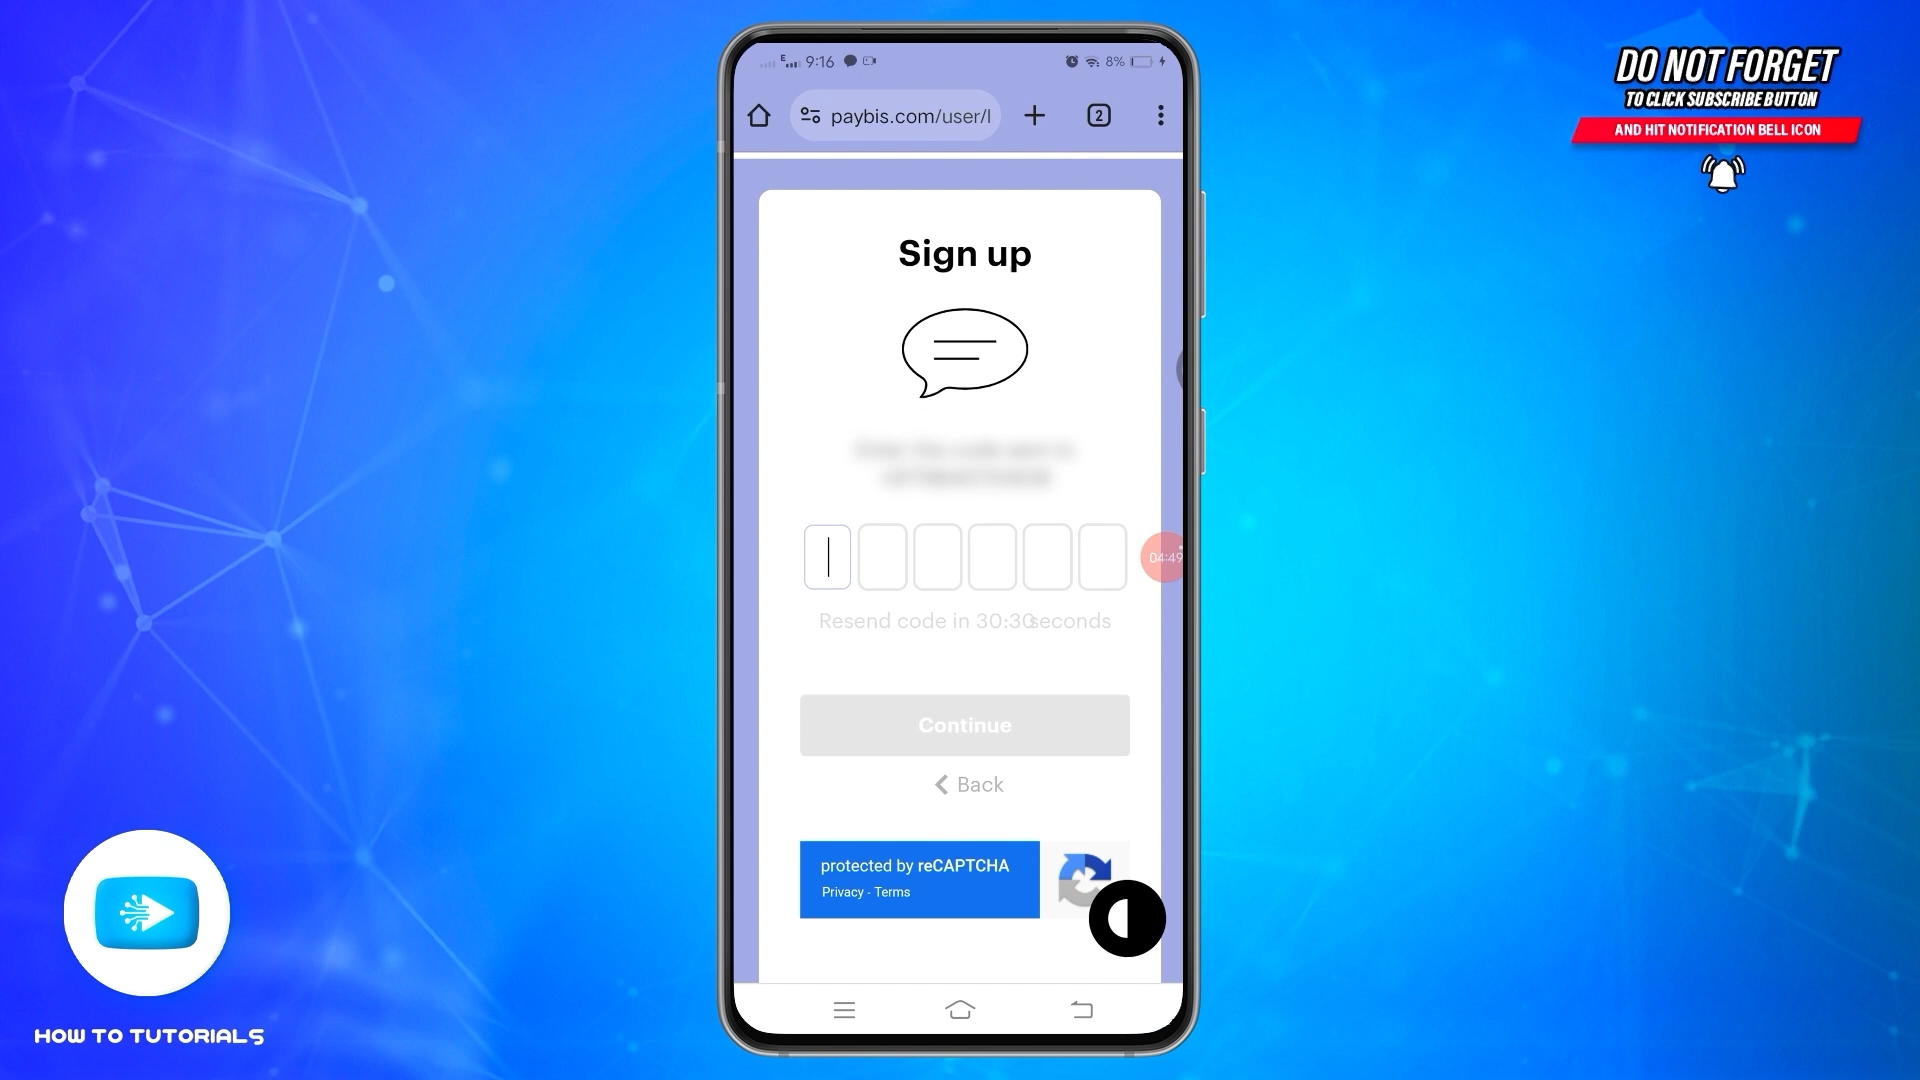 DO NOT FORGET
TO CLICK SUBSCRIBE BUTTON
AND HIT NOTIFICATION BELL ICON
E 9:16
8%
paybis.com/user/l
2
Sign up
04:49
Resend code in 30:30seconds
Continue
Back
protected by reCAPTCHA
Privacy - Terms
HOW TO TUTORIALS